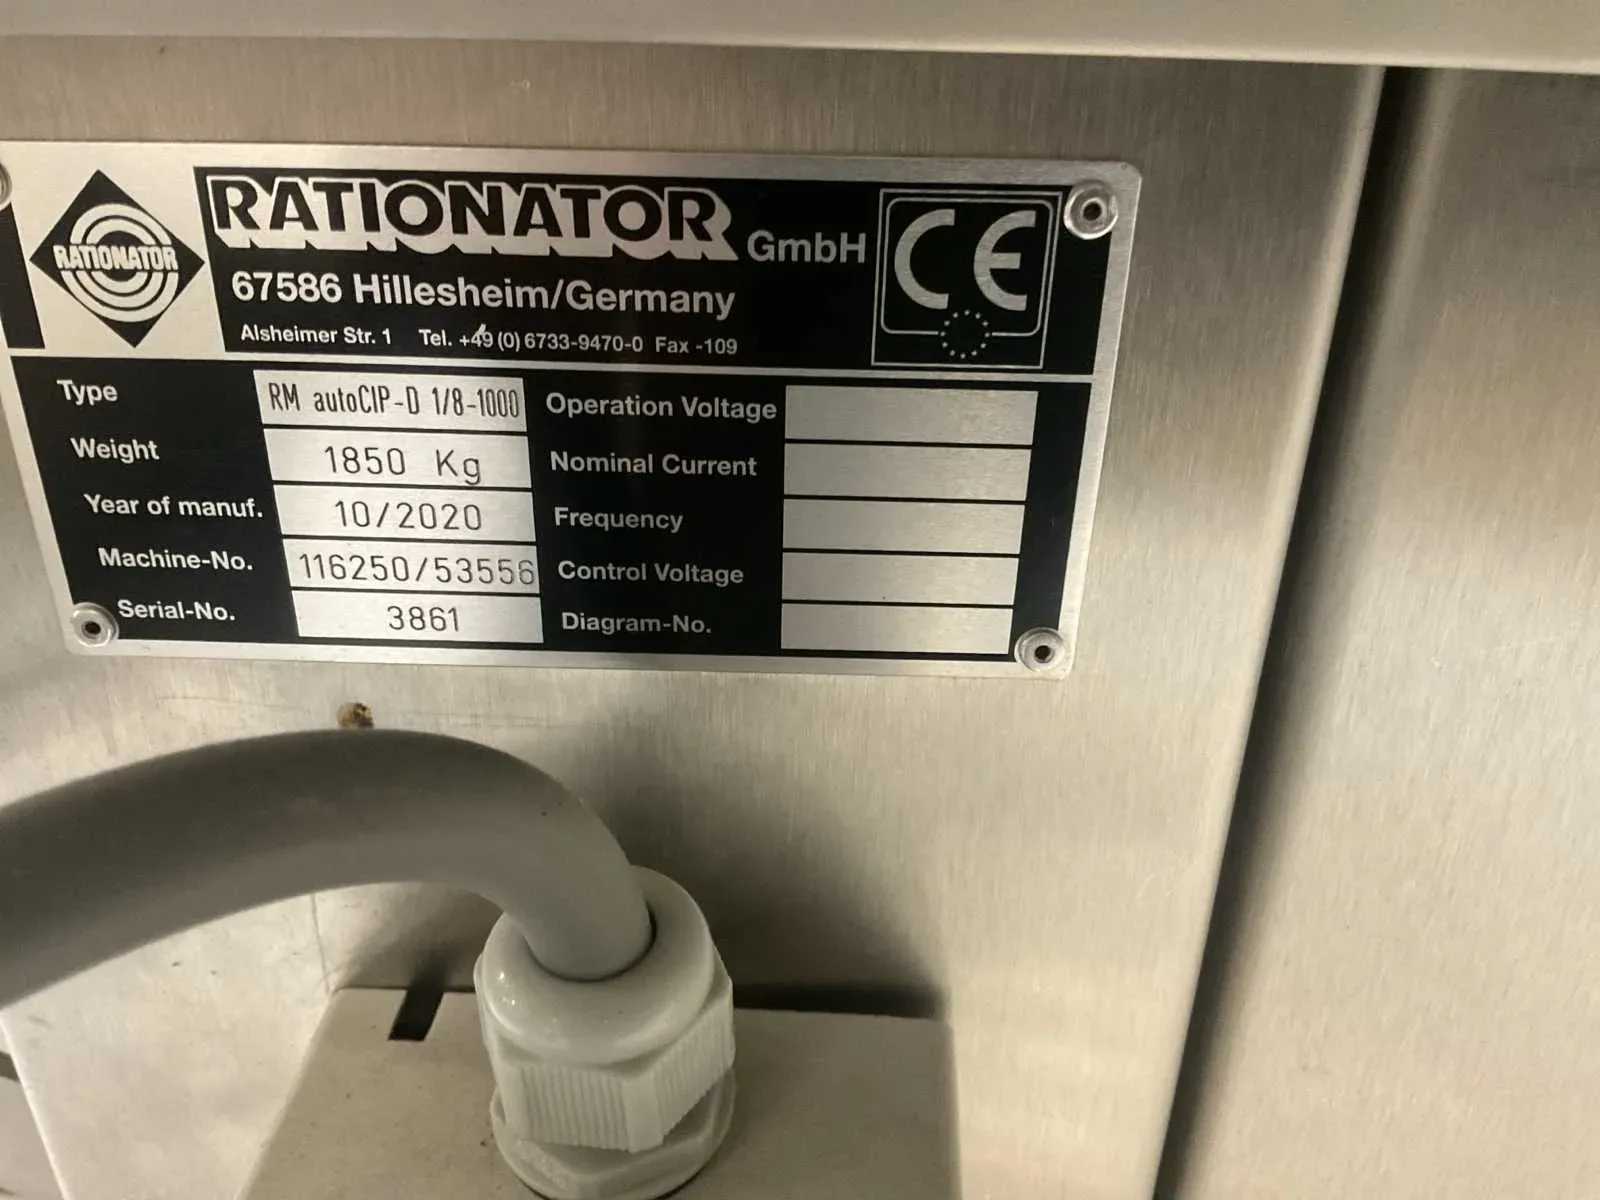 RATIONATOR
RATIONATOR GmbH
CE
67586 Hillesheim/Germany
Alsheimer Str. 1 Tel. +49 (0) 6733-9470-0 Fax -109
Type RM autoCIP-D 1/8-1000 Operation Voltage
Weight 1850 Kg Nominal Current
Year of manuf. 10/2020 Frequency
Machine-No. 116250/53556 Control Voltage
Serial-No. 3861 Diagram-No.